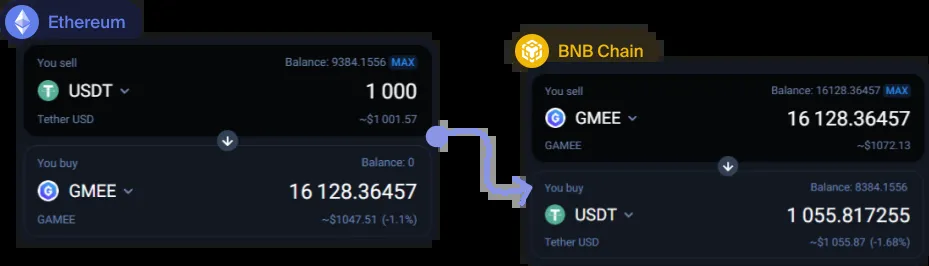 Ethereum
You sell
Balance: 9384.1556 MAX
USDT
1 000
Tether USD
~$1 001.57
You buy
Balance: 0
GMEE
16 128.36457
GAMEE
~$1047.51 (-1.1%)
BNB Chain
You sell
Balance: 16128.36457 MAX
GMEE
16 128.36457
GAMEE
~$1072.13
You buy
Balance: 8384.1556
USDT
1 055.817255
Tether USD
~$1 055.87 (-1.68%)